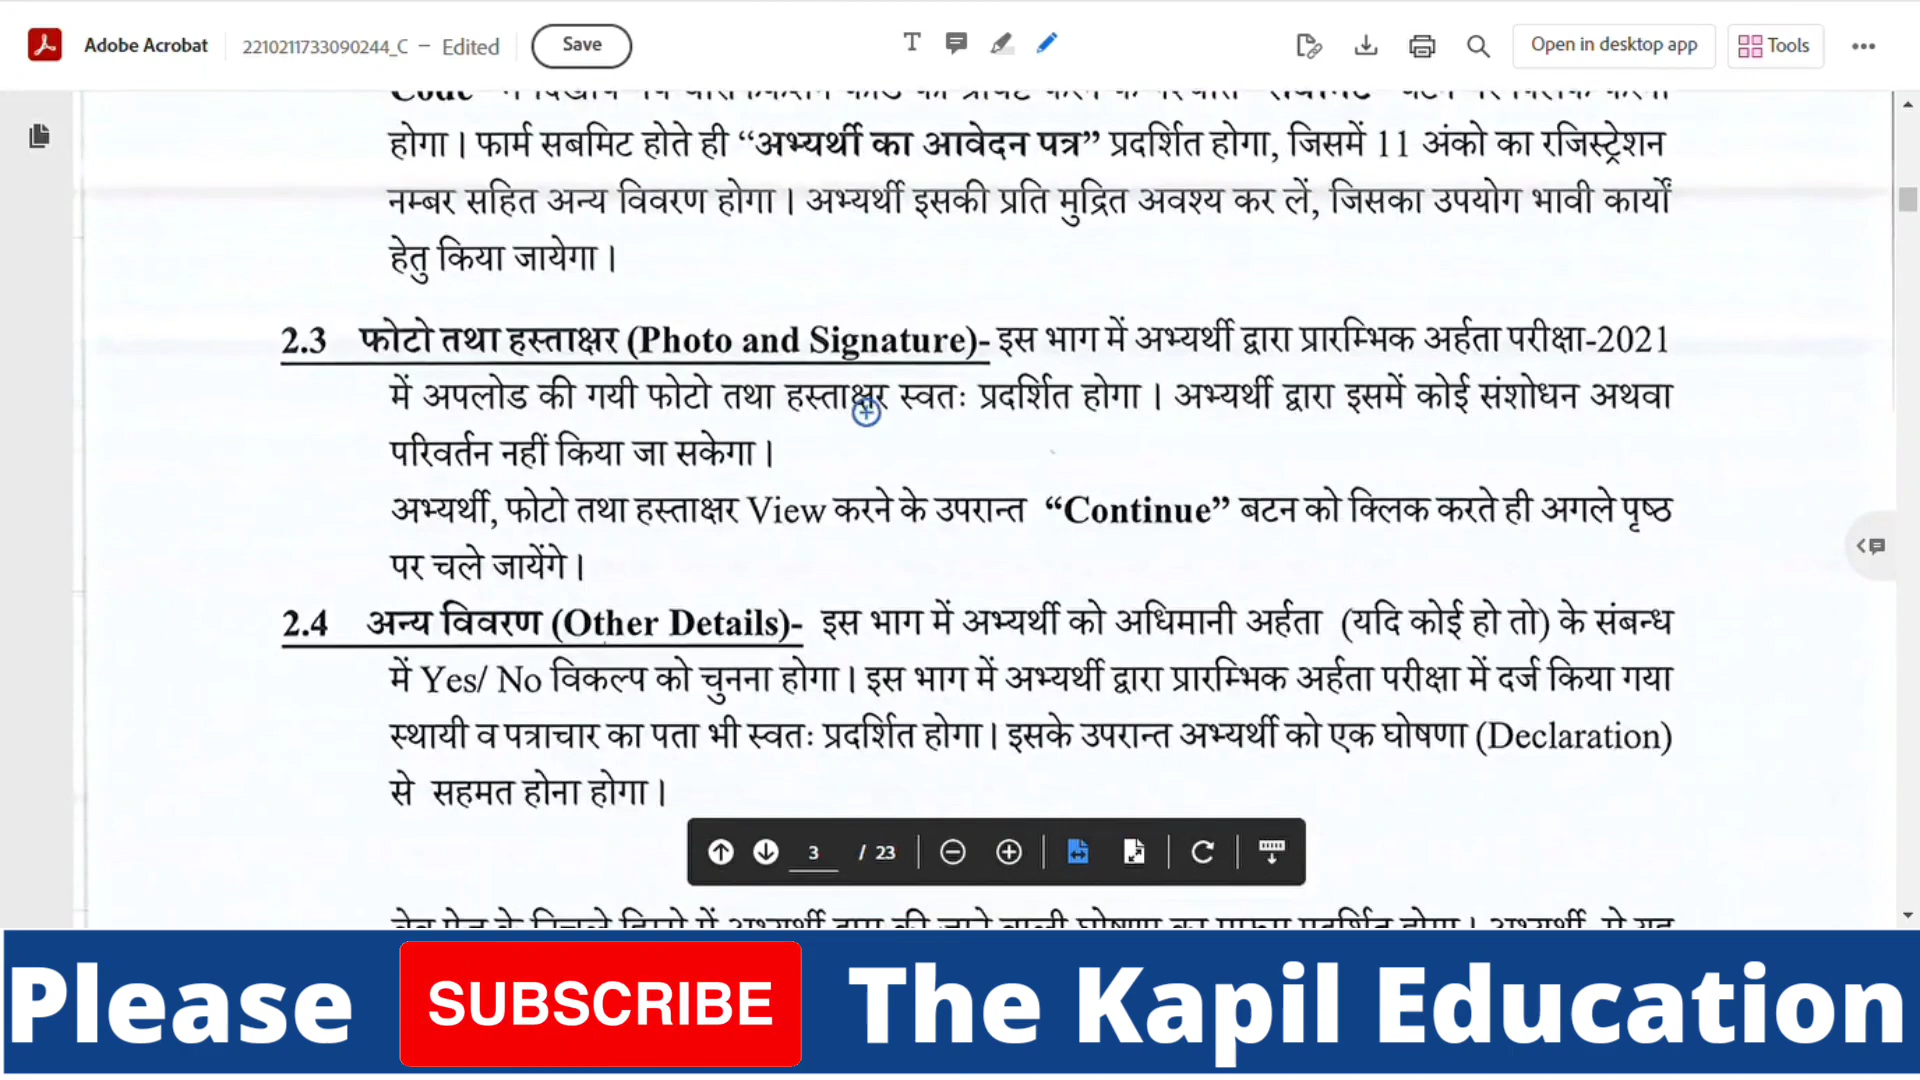 Adobe Acrobat
2210211733090244_C – Edited
Save
T
Open in desktop app
Tools
होगा। फार्म सबमिट होते ही “अभ्यर्थी का आवेदन पत्र” प्रदर्शित होगा, जिसमें 11 अंको का रजिस्ट्रेशन
नम्बर सहित अन्य विवरण होगा। अभ्यर्थी इसकी प्रति मुद्रित अवश्य कर लें, जिसका उपयोग भावी कार्यों
हेतु किया जायेगा।
2.3 फोटो तथा हस्ताक्षर (Photo and Signature)- इस भाग में अभ्यर्थी द्वारा प्रारम्भिक अर्हता परीक्षा-2021
में अपलोड की गयी फोटो तथा हस्ताक्षर स्वतः प्रदर्शित होगा। अभ्यर्थी द्वारा इसमें कोई संशोधन अथवा
परिवर्तन नहीं किया जा सकेगा।
अभ्यर्थी, फोटो तथा हस्ताक्षर View करने के उपरान्त “Continue” बटन को क्लिक करते ही अगले पृष्ठ
पर चले जायेंगे।
2.4 अन्य विवरण (Other Details)- इस भाग में अभ्यर्थी को अधिमानी अर्हता (यदि कोई हो तो) के संबन्ध
में Yes/ No विकल्प को चुनना होगा। इस भाग में अभ्यर्थी द्वारा प्रारम्भिक अर्हता परीक्षा में दर्ज किया गया
स्थायी व पत्राचार का पता भी स्वतः प्रदर्शित होगा। इसके उपरान्त अभ्यर्थी को एक घोषणा (Declaration)
से सहमत होना होगा।
3 / 23
Please SUBSCRIBE The Kapil Education